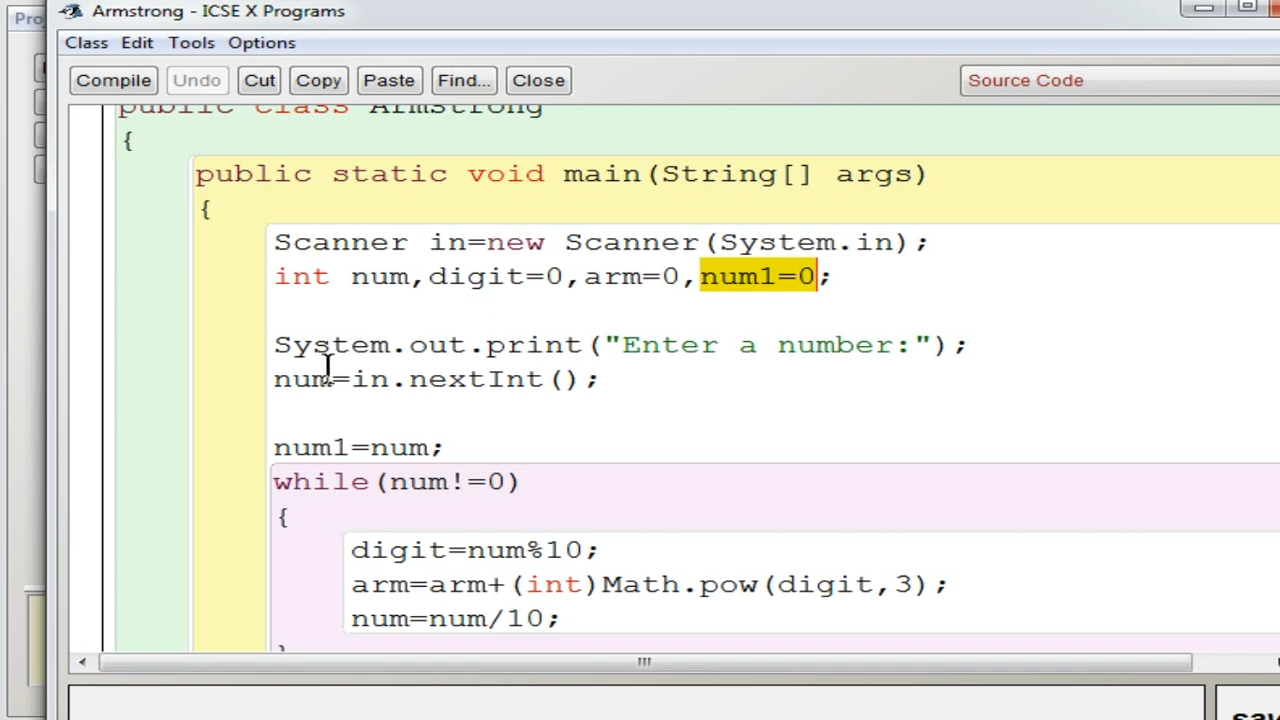 Armstrong - ICSE X Programs
Class Edit Tools Options
Compile Undo Cut Copy Paste Find... Close Source Code
public class ArmStrong
{
public static void main(String[] args)
{
Scanner in=new Scanner(System.in);
int num,digit=0,arm=0,num1=0;
System.out.print("Enter a number:");
num=in.nextInt();
num1=num;
while(num!=0)
{
digit=num%10;
arm=arm+(int)Math.pow(digit,3);
num=num/10;
}